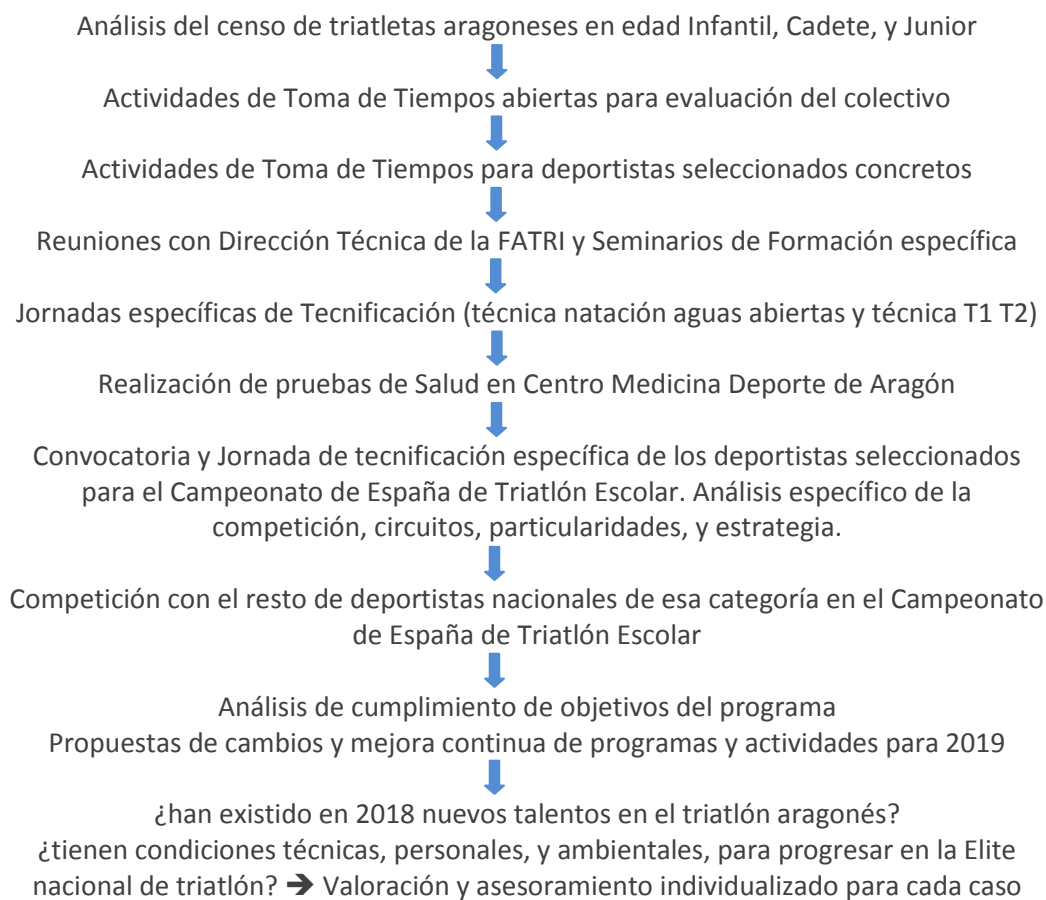 Análisis del censo de triatletas aragoneses en edad Infantil, Cadete, y Junior
Actividades de Toma de Tiempos abiertas para evaluación del colectivo
Actividades de Toma de Tiempos para deportistas seleccionados concretos
Reuniones con Dirección Técnica de la FATRI y Seminarios de Formación específica
Jornadas específicas de Tecnificación (técnica natación aguas abiertas y técnica T1 T2)
Realización de pruebas de Salud en Centro Medicina Deporte de Aragón
Convocatoria y Jornada de tecnificación específica de los deportistas seleccionados
para el Campeonato de España de Triatlón Escolar. Análisis específico de la
competición, circuitos, particularidades, y estrategia.
Competición con el resto de deportistas nacionales de esa categoría en el Campeonato
de España de Triatlón Escolar
Análisis de cumplimiento de objetivos del programa
Propuestas de cambios y mejora continua de programas y actividades para 2019
¿han existido en 2018 nuevos talentos en el triatlón aragonés?
¿tienen condiciones técnicas, personales, y ambientales, para progresar en la Elite
nacional de triatlón? ➔ Valoración y asesoramiento individualizado para cada caso